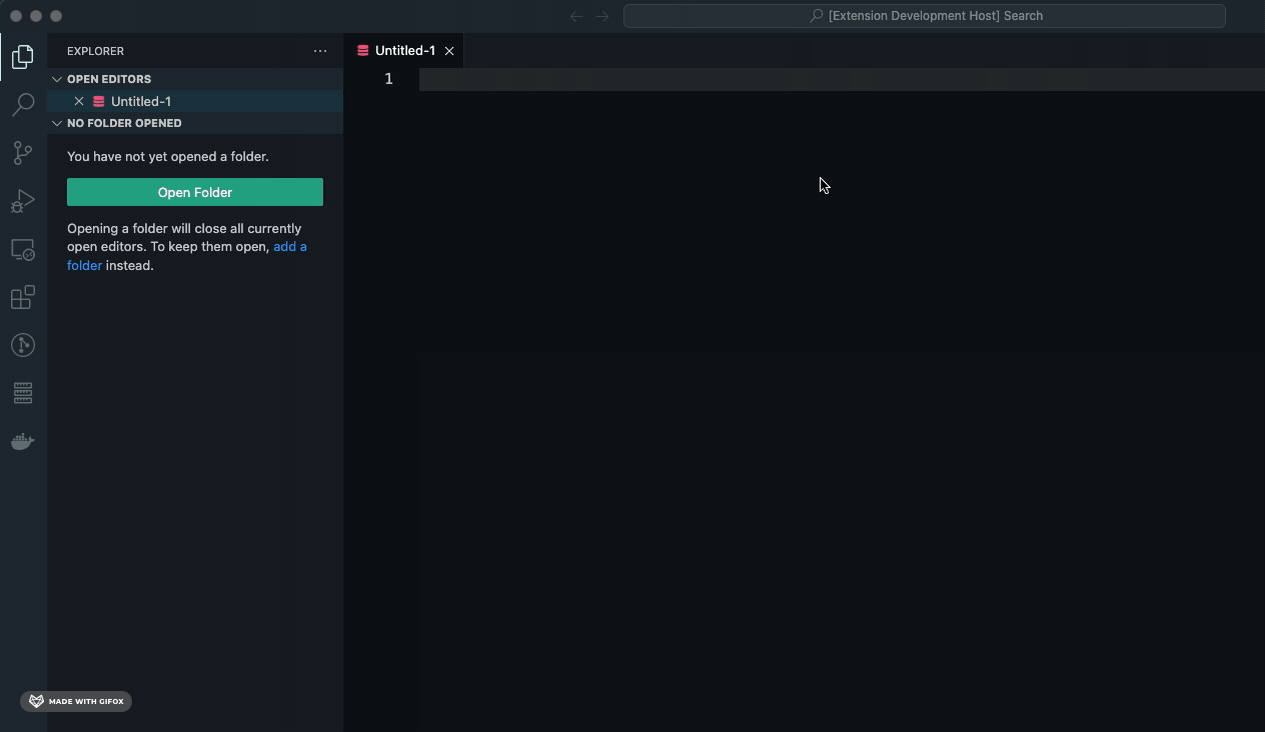 [Extension Development Host] Search
EXPLORER
Untitled-1
OPEN EDITORS
Untitled-1
NO FOLDER OPENED
You have not yet opened a folder.
Open Folder
Opening a folder will close all currently
open editors. To keep them open, add a
folder instead.
1
MADE WITH GIFOX